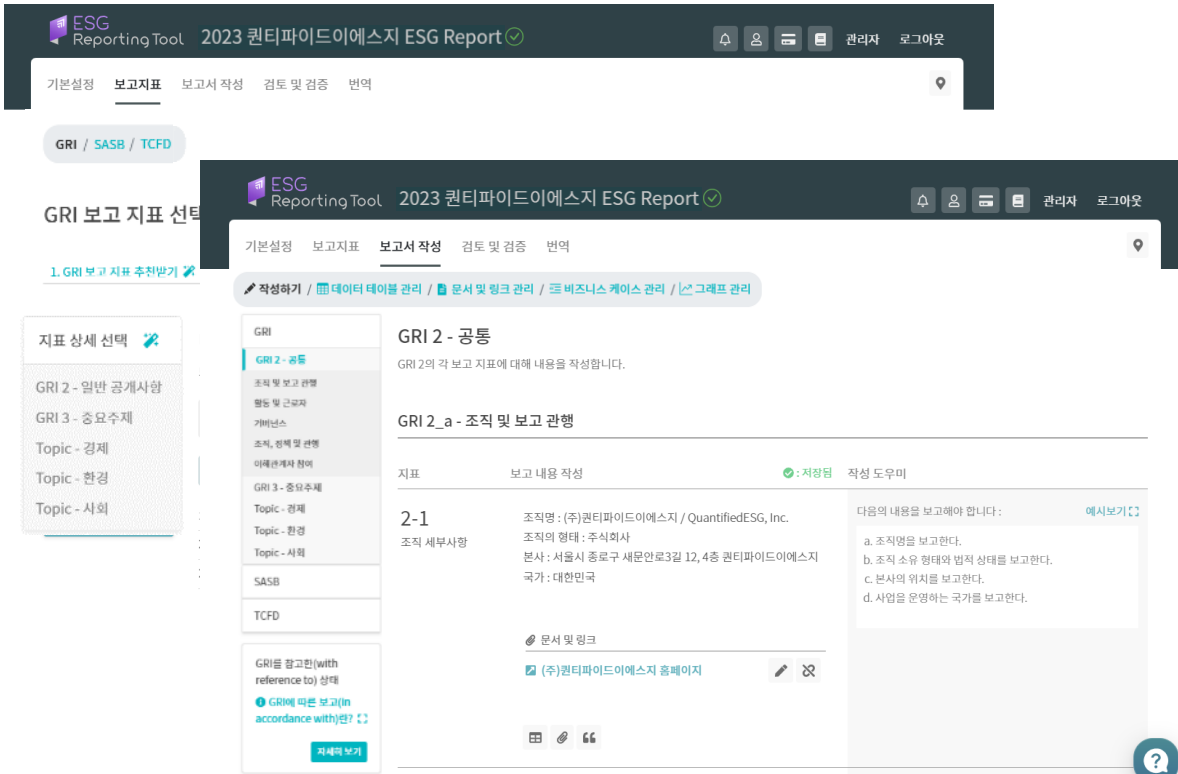 ESG
Reporting Tool
2023 퀀티파이드이에스지 ESG Report
관리자
로그아웃
기본설정
보고지표
보고서 작성
검토 및 검증
번역
GRI / SASB / TCFD
GRI 보고 지표 선택
1. GRI 보고 지표 추천받기
지표 상세 선택
GRI 2 - 일반 공개사항
GRI 3 - 중요주제
Topic - 경제
Topic - 환경
Topic - 사회
ESG
Reporting Tool
2023 퀀티파이드이에스지 ESG Report
관리자
로그아웃
기본설정
보고지표
보고서 작성
검토 및 검증
번역
작성하기 / 데이터 테이블 관리 / 문서 및 링크 관리 / 비즈니스 케이스 관리 / 그래프 관리
GRI
GRI 2 - 공통
조직 및 보고 관행
활동 및 근로자
거버넌스
조직, 정책 및 관행
이해관계자 참여
GRI 3 - 중요주제
Topic - 경제
Topic - 환경
Topic - 사회
SASB
TCFD
GRI를 참고한(with
reference to) 상태
GRI에 따른 보고(in
accordance with)란?
자세히 보기
GRI 2 - 공통
GRI 2의 각 보고 지표에 대해 내용을 작성합니다.
GRI 2_a - 조직 및 보고 관행
지표
보고 내용 작성
: 저장됨
작성 도우미
2-1
조직 세부사항
조직명 : (주)퀀티파이드이에스지 / QuantifiedESG, Inc.
조직의 형태 : 주식회사
본사 : 서울시 종로구 새문안로3길 12, 4층 퀀티파이드이에스지
국가 : 대한민국
문서 및 링크
(주)퀀티파이드이에스지 홈페이지
다음의 내용을 보고해야 합니다 :
예시보기
a. 조직명을 보고한다.
b. 조직 소유 형태와 법적 상태를 보고한다.
c. 본사의 위치를 보고한다.
d. 사업을 운영하는 국가를 보고한다.